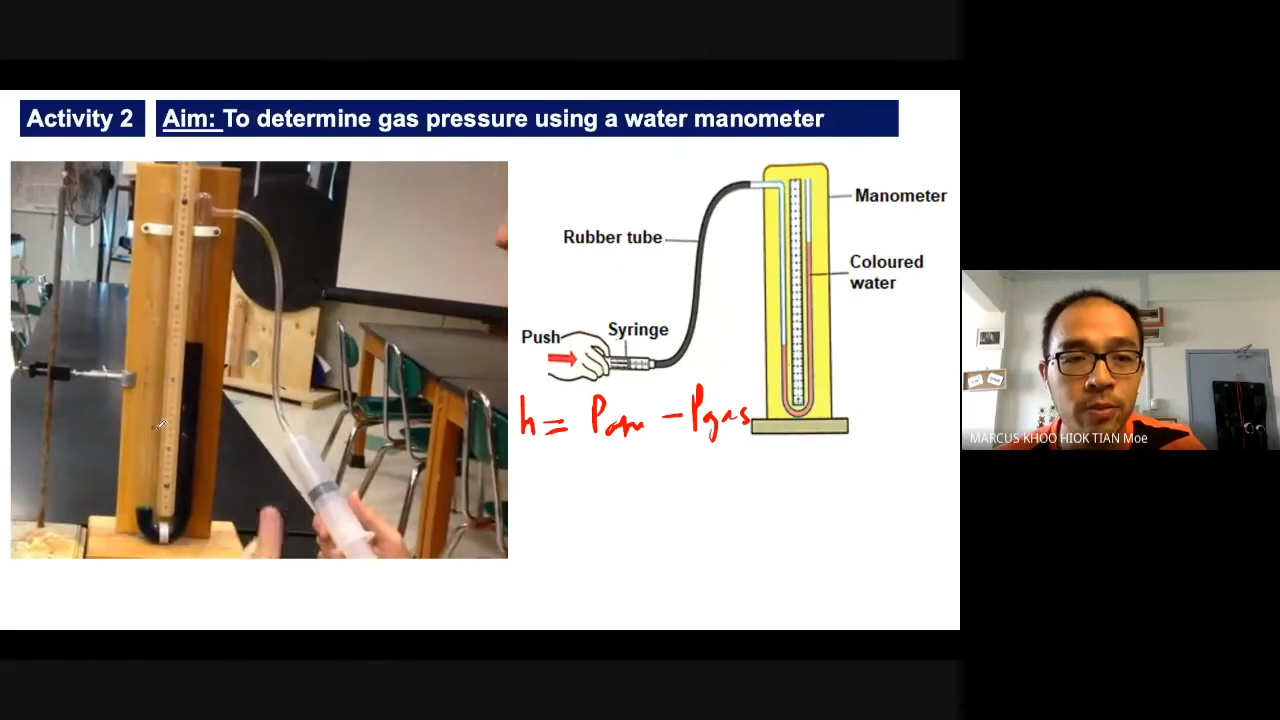 Activity 2
Aim: To determine gas pressure using a water manometer
Manometer
Rubber tube
Coloured
water
Push
Syringe
h = Patm - Pgas
MARCUS KHOO HIOK TIAN Moe